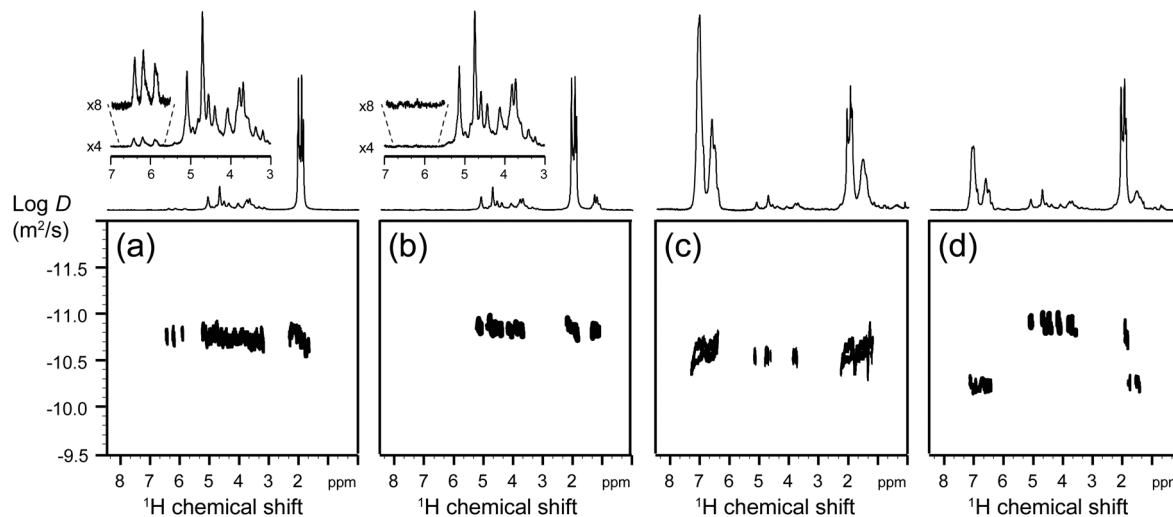 x8
x4
7 6 5 4 3
x8
x4
7 6 5 4 3
Log D
(m²/s)
(a)
(b)
(c)
(d)
-11.5
-11.0
-10.5
-10.0
-9.5
8 7 6 5 4 3 2 ppm
8 7 6 5 4 3 2 ppm
8 7 6 5 4 3 2 ppm
8 7 6 5 4 3 2 ppm
¹H chemical shift
¹H chemical shift
¹H chemical shift
¹H chemical shift